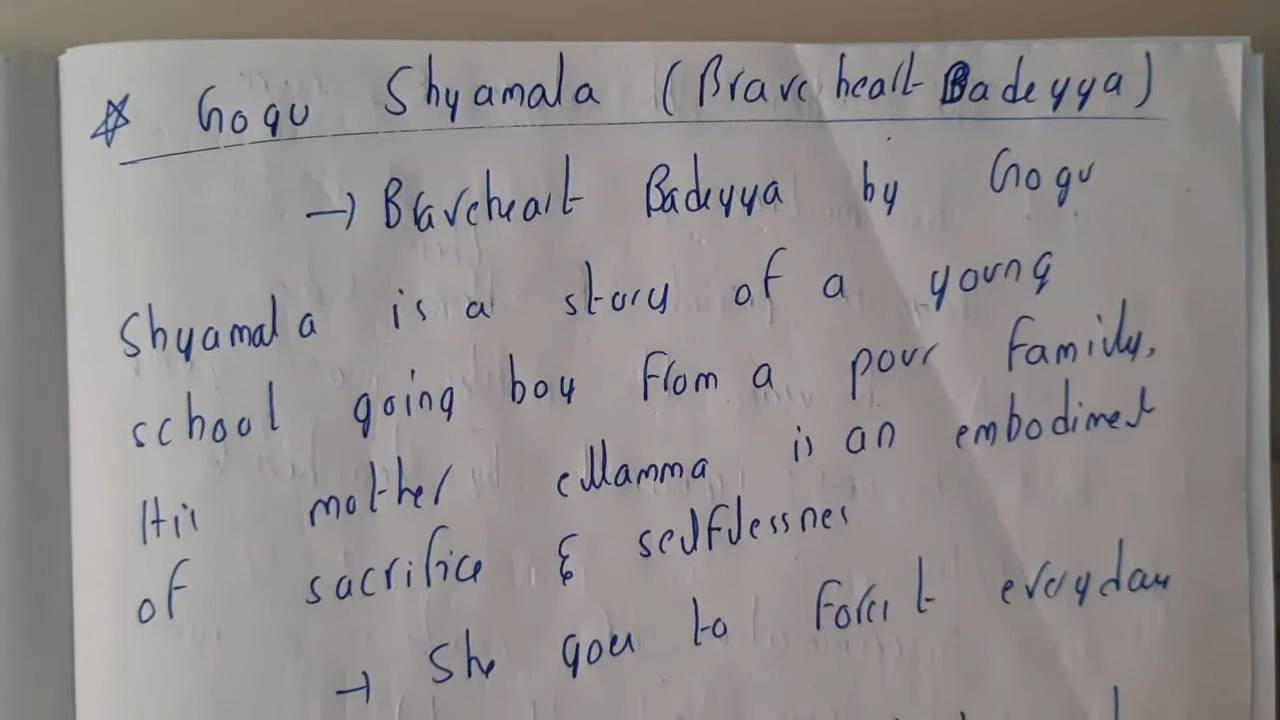 ☆ Gogu Shyamala (Braveheart Badeyya)
→ Braveheart Badeyya by Gogu
Shyamala is a story of a young
school going boy from a poor family,
His mother ellamma is an embodiment
of sacrifice & selflessness
→ She goes to forest everyday